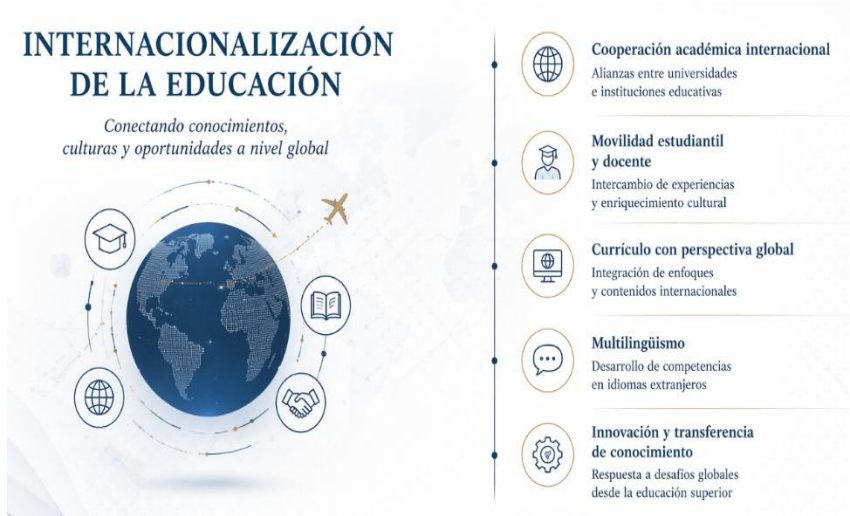 INTERNACIONALIZACIÓN
DE LA EDUCACIÓN
Conectando conocimientos,
culturas y oportunidades a nivel global
Cooperación académica internacional
Alianzas entre universidades
e instituciones educativas
Movilidad estudiantil
y docente
Intercambio de experiencias
y enriquecimiento cultural
Currículo con perspectiva global
Integración de enfoques
y contenidos internacionales
Multilingüismo
Desarrollo de competencias
en idiomas extranjeros
Innovación y transferencia
de conocimiento
Respuesta a desafíos globales
desde la educación superior